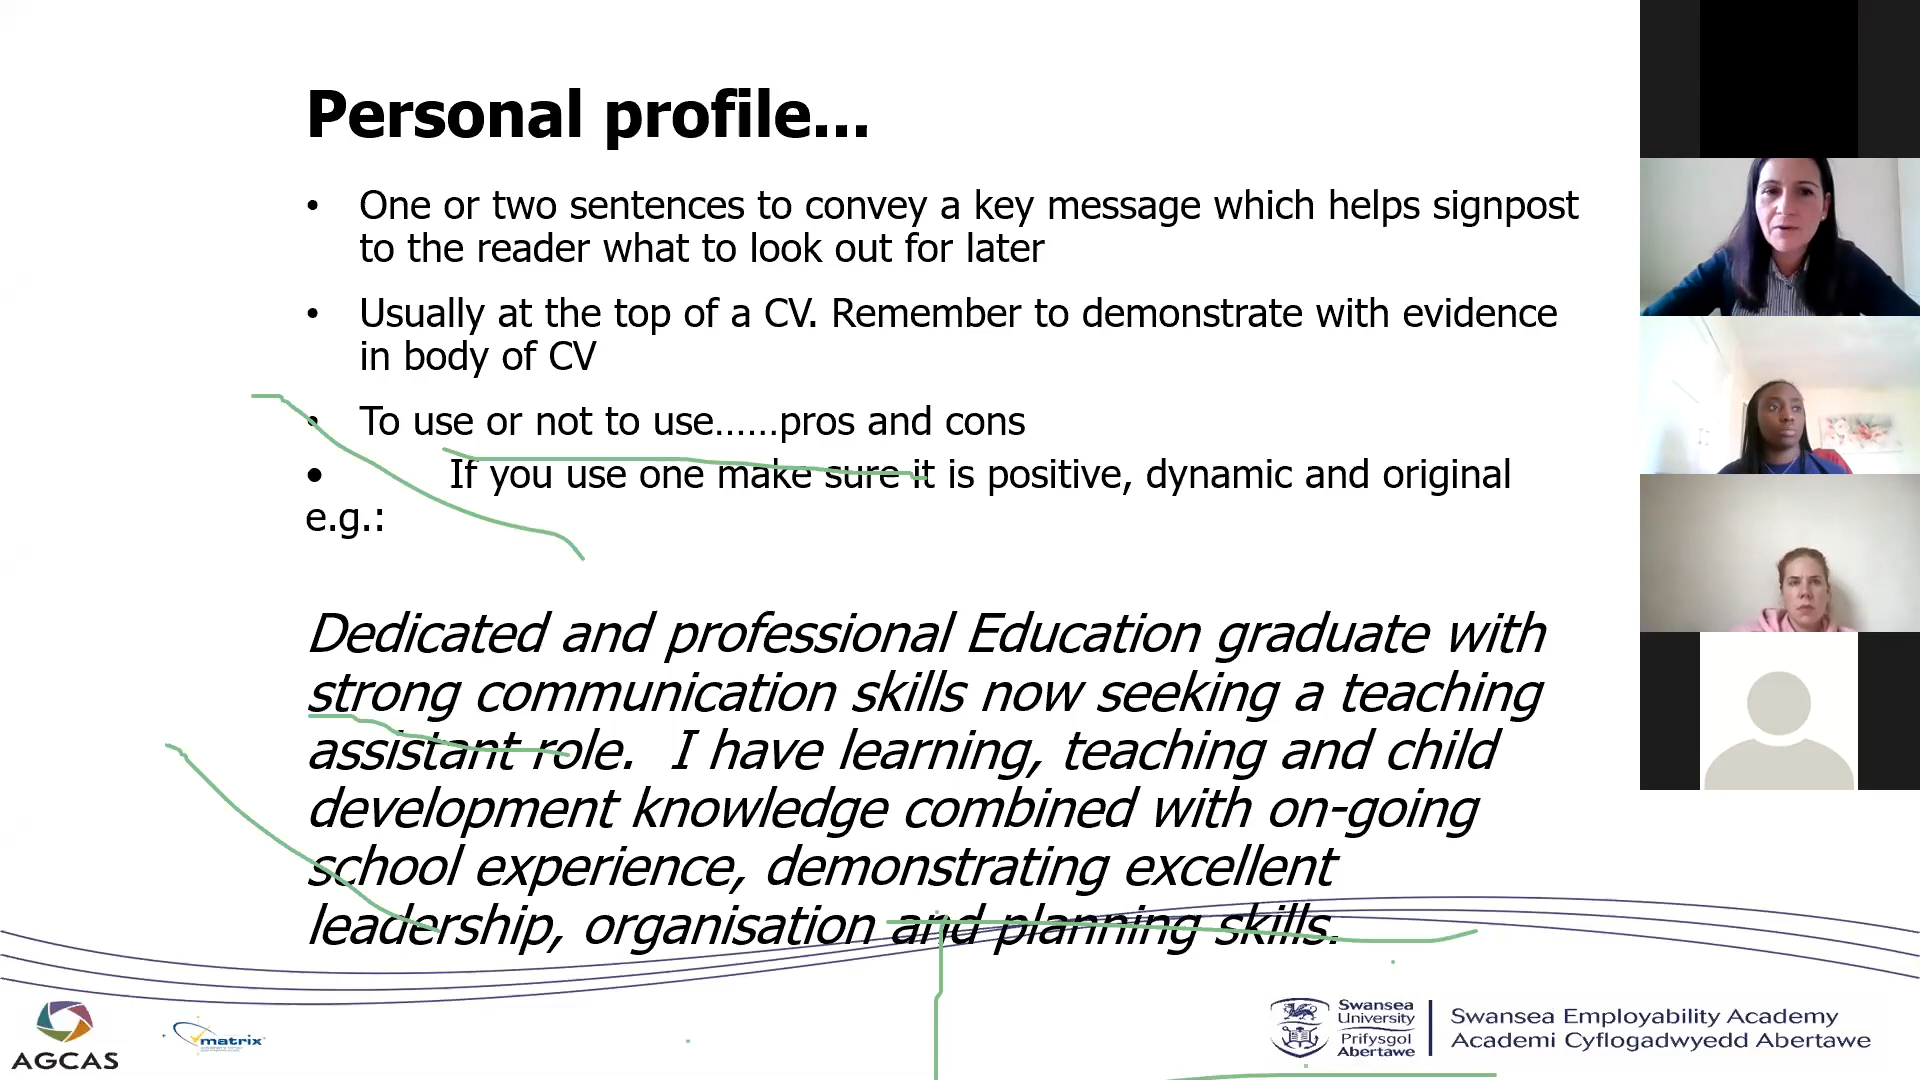 Personal profile...
• One or two sentences to convey a key message which helps signpost
to the reader what to look out for later
• Usually at the top of a CV. Remember to demonstrate with evidence
in body of CV
• To use or not to use......pros and cons
• If you use one make sure it is positive, dynamic and original
e.g.:
Dedicated and professional Education graduate with
strong communication skills now seeking a teaching
assistant role. I have learning, teaching and child
development knowledge combined with on-going
school experience, demonstrating excellent
leadership, organisation and planning skills.
AGCAS
matrix
Swansea
University
Prifysgol
Abertawe
Swansea Employability Academy
Academi Cyflogadwyedd Abertawe